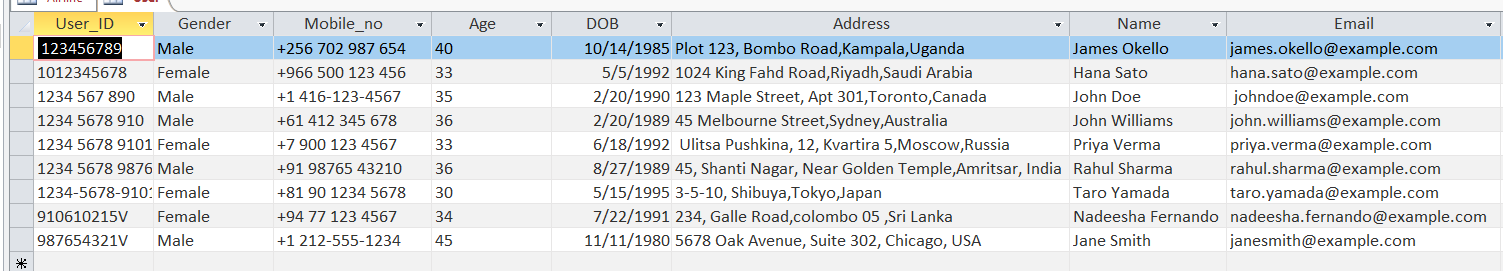 User
User_ID Gender Mobile_no Age DOB Address Name Email
123456789 Male +256 702 987 654 40 10/14/1985 Plot 123, Bombo Road,Kampala,Uganda James Okello james.okello@example.com
1012345678 Female +966 500 123 456 33 5/5/1992 1024 King Fahd Road,Riyadh,Saudi Arabia Hana Sato hana.sato@example.com
1234 567 890 Male +1 416-123-4567 35 2/20/1990 123 Maple Street, Apt 301,Toronto,Canada John Doe johndoe@example.com
1234 5678 910 Male +61 412 345 678 36 2/20/1989 45 Melbourne Street,Sydney,Australia John Williams john.williams@example.com
1234 5678 9101 Female +7 900 123 4567 33 6/18/1992 Ulitsa Pushkina, 12, Kvartira 5,Moscow,Russia Priya Verma priya.verma@example.com
1234 5678 9876 Male +91 98765 43210 36 8/27/1989 45, Shanti Nagar, Near Golden Temple,Amritsar, India Rahul Sharma rahul.sharma@example.com
1234-5678-9101 Female +81 90 1234 5678 30 5/15/1995 3-5-10, Shibuya,Tokyo,Japan Taro Yamada taro.yamada@example.com
910610215V Female +94 77 123 4567 34 7/22/1991 234, Galle Road,colombo 05 ,Sri Lanka Nadeesha Fernando nadeesha.fernando@example.com
987654321V Male +1 212-555-1234 45 11/11/1980 5678 Oak Avenue, Suite 302, Chicago, USA Jane Smith janesmith@example.com